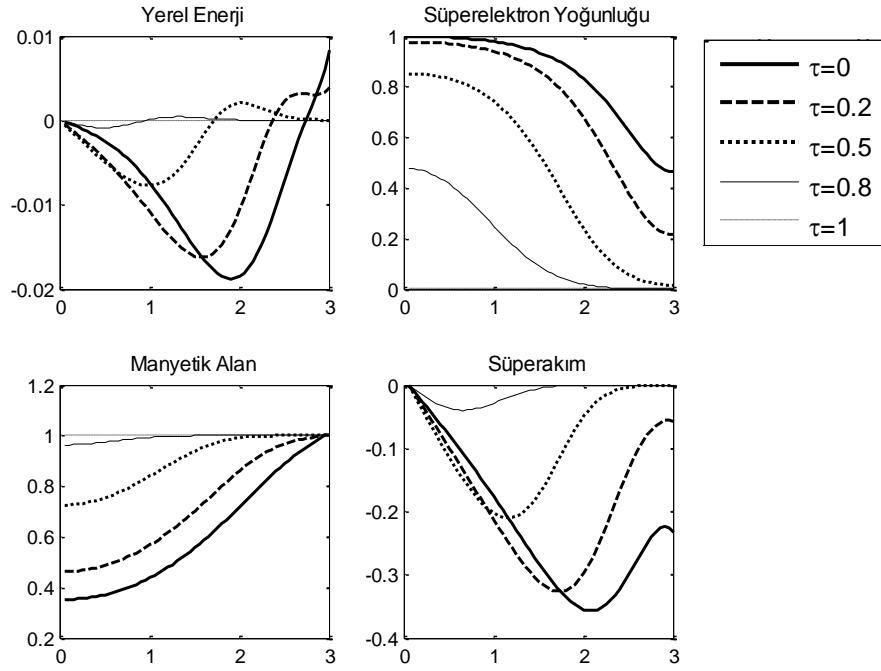 Yerel Enerji
0.01
0
-0.01
-0.02
0 1 2 3
Süperelektron Yoğunluğu
1
0.8
0.6
0.4
0.2
0
0 1 2 3
τ=0
τ=0.2
τ=0.5
τ=0.8
τ=1
Manyetik Alan
1.2
1
0.8
0.6
0.4
0.2
0 1 2 3
Süperakım
0
-0.1
-0.2
-0.3
-0.4
0 1 2 3